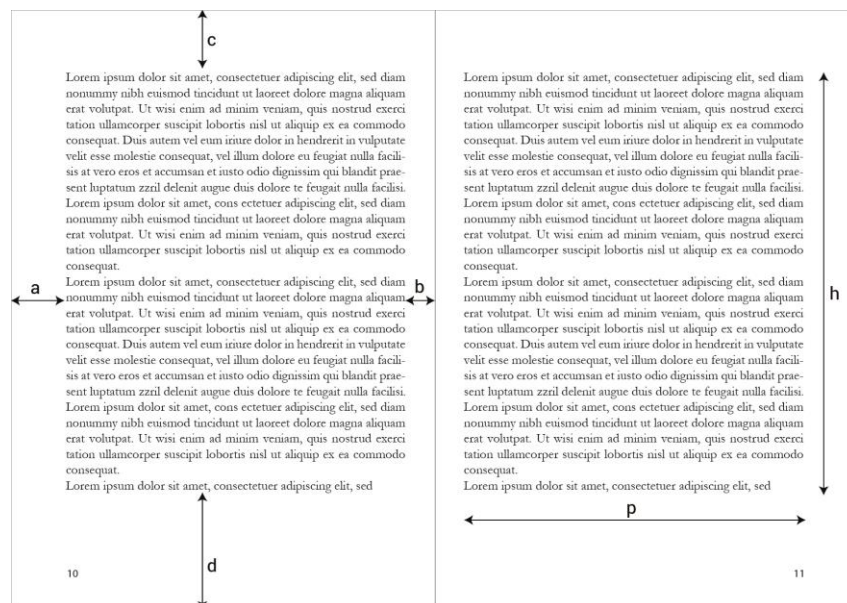 c
Lorem ipsum dolor sit amet, consectetuer adipiscing elit, sed diam
nonummy nibh euismod tincidunt ut laoreet dolore magna aliquam
erat volutpat. Ut wisi enim ad minim veniam, quis nostrud exerci
tation ullamcorper suscipit lobortis nisl ut aliquip ex ea commodo
consequat. Duis autem vel eum iriure dolor in hendrerit in vulputate
velit esse molestie consequat, vel illum dolore eu feugiat nulla facili-
sis at vero eros et accumsan et iusto odio dignissim qui blandit prae-
sent luptatum zzril delenit augue duis dolore te feugait nulla facilisi.
Lorem ipsum dolor sit amet, cons ectetuer adipiscing elit, sed diam
nonummy nibh euismod tincidunt ut laoreet dolore magna aliquam
erat volutpat. Ut wisi enim ad minim veniam, quis nostrud exerci
tation ullamcorper suscipit lobortis nisl ut aliquip ex ea commodo
consequat.
Lorem ipsum dolor sit amet, consectetuer adipiscing elit, sed diam
a
b
nonummy nibh euismod tincidunt ut laoreet dolore magna aliquam
erat volutpat. Ut wisi enim ad minim veniam, quis nostrud exerci
tation ullamcorper suscipit lobortis nisl ut aliquip ex ea commodo
consequat. Duis autem vel eum iriure dolor in hendrerit in vulputate
velit esse molestie consequat, vel illum dolore eu feugiat nulla facili-
sis at vero eros et accumsan et iusto odio dignissim qui blandit prae-
sent luptatum zzril delenit augue duis dolore te feugait nulla facilisi.
Lorem ipsum dolor sit amet, cons ectetuer adipiscing elit, sed diam
nonummy nibh euismod tincidunt ut laoreet dolore magna aliquam
erat volutpat. Ut wisi enim ad minim veniam, quis nostrud exerci
tation ullamcorper suscipit lobortis nisl ut aliquip ex ea commodo
consequat.
Lorem ipsum dolor sit amet, consectetuer adipiscing elit, sed
d
10
Lorem ipsum dolor sit amet, consectetuer adipiscing elit, sed diam
nonummy nibh euismod tincidunt ut laoreet dolore magna aliquam
erat volutpat. Ut wisi enim ad minim veniam, quis nostrud exerci
tation ullamcorper suscipit lobortis nisl ut aliquip ex ea commodo
consequat. Duis autem vel eum iriure dolor in hendrerit in vulputate
velit esse molestie consequat, vel illum dolore eu feugiat nulla facili-
sis at vero eros et accumsan et iusto odio dignissim qui blandit prae-
sent luptatum zzril delenit augue duis dolore te feugait nulla facilisi.
Lorem ipsum dolor sit amet, cons ectetuer adipiscing elit, sed diam
nonummy nibh euismod tincidunt ut laoreet dolore magna aliquam
erat volutpat. Ut wisi enim ad minim veniam, quis nostrud exerci
tation ullamcorper suscipit lobortis nisl ut aliquip ex ea commodo
consequat.
Lorem ipsum dolor sit amet, consectetuer adipiscing elit, sed diam
h
nonummy nibh euismod tincidunt ut laoreet dolore magna aliquam
erat volutpat. Ut wisi enim ad minim veniam, quis nostrud exerci
tation ullamcorper suscipit lobortis nisl ut aliquip ex ea commodo
consequat. Duis autem vel eum iriure dolor in hendrerit in vulputate
velit esse molestie consequat, vel illum dolore eu feugiat nulla facili-
sis at vero eros et accumsan et iusto odio dignissim qui blandit prae-
sent luptatum zzril delenit augue duis dolore te feugait nulla facilisi.
Lorem ipsum dolor sit amet, cons ectetuer adipiscing elit, sed diam
nonummy nibh euismod tincidunt ut laoreet dolore magna aliquam
erat volutpat. Ut wisi enim ad minim veniam, quis nostrud exerci
tation ullamcorper suscipit lobortis nisl ut aliquip ex ea commodo
consequat.
Lorem ipsum dolor sit amet, consectetuer adipiscing elit, sed
p
11